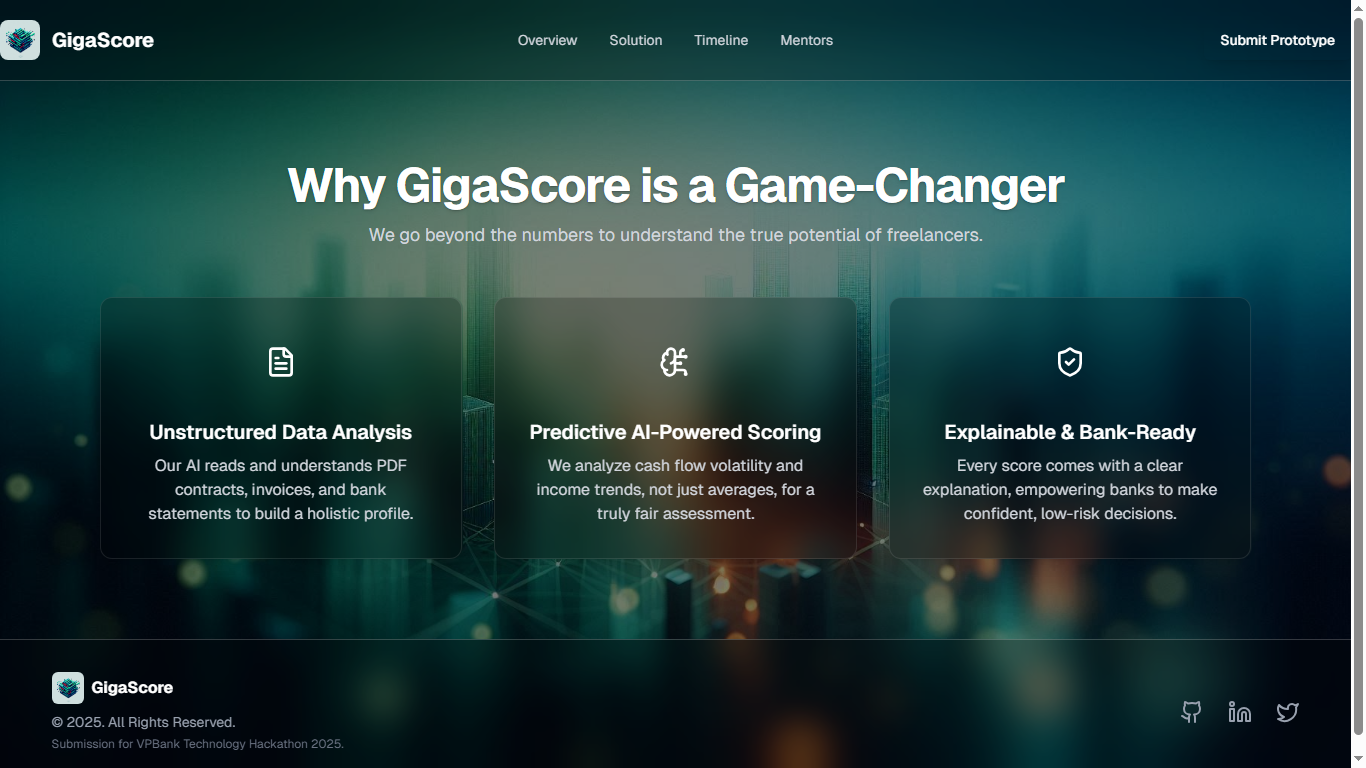 GigaScore
Overview
Solution
Timeline
Mentors
Submit Prototype
Why GigaScore is a Game-Changer
We go beyond the numbers to understand the true potential of freelancers.
Unstructured Data Analysis
Our AI reads and understands PDF
contracts, invoices, and bank
statements to build a holistic profile.
Predictive AI-Powered Scoring
We analyze cash flow volatility and
income trends, not just averages, for a
truly fair assessment.
Explainable & Bank-Ready
Every score comes with a clear
explanation, empowering banks to make
confident, low-risk decisions.
GigaScore
© 2025. All Rights Reserved.
Submission for VPBank Technology Hackathon 2025.